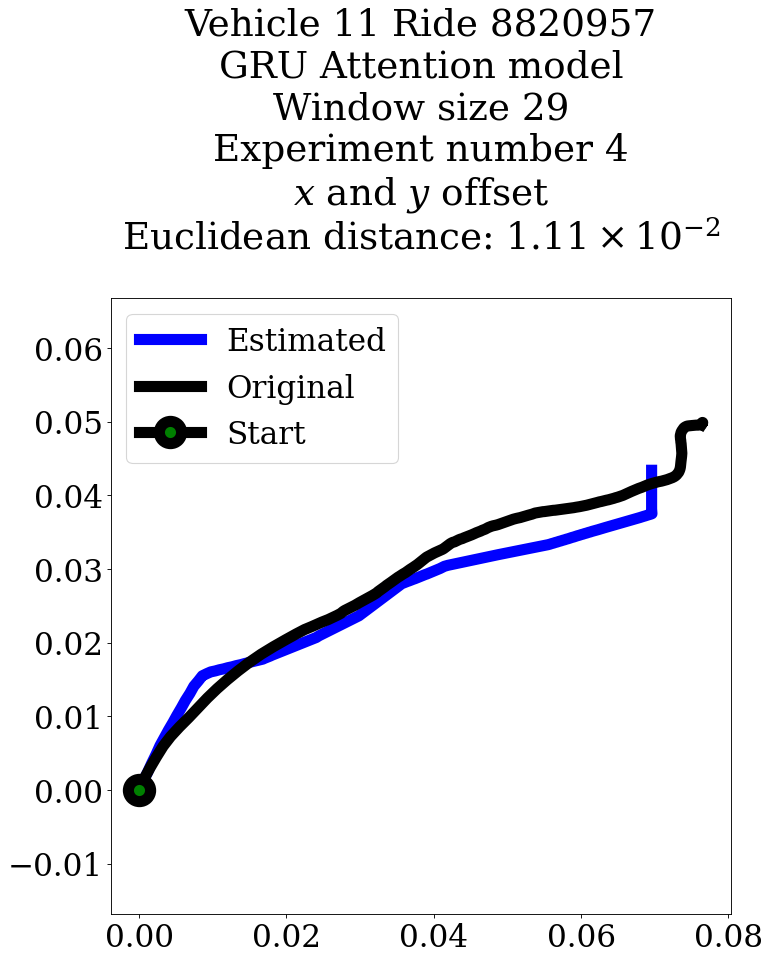 Vehicle 11 Ride 8820957
GRU Attention model
Window size 29
Experiment number 4
x and y offset
Euclidean distance: 1.11 × 10⁻²
Estimated
Original
Start
0.06
0.05
0.04
0.03
0.02
0.01
0.00
−0.01
0.00 0.02 0.04 0.06 0.08